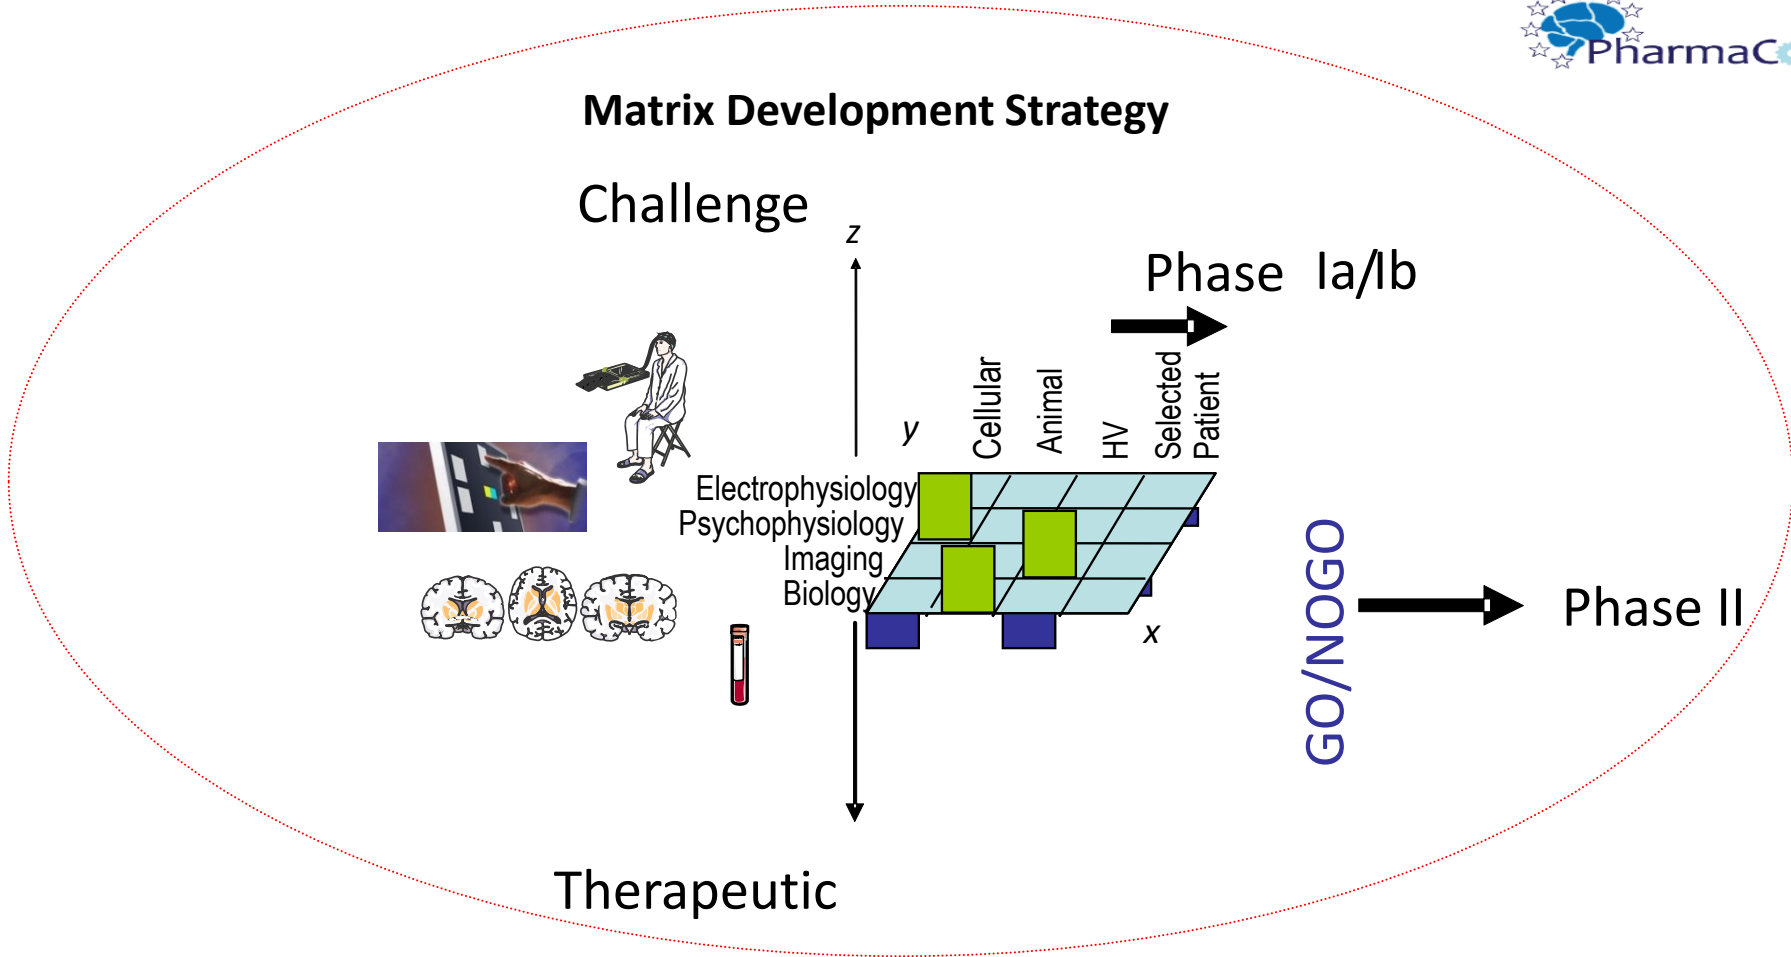 PharmaC
Matrix Development Strategy
Challenge
z
Phase Ia/Ib
Cellular
Animal
HV
Selected
Patient
y
Electrophysiology
Psychophysiology
Imaging
Biology
x
GO/NOGO
Phase II
Therapeutic